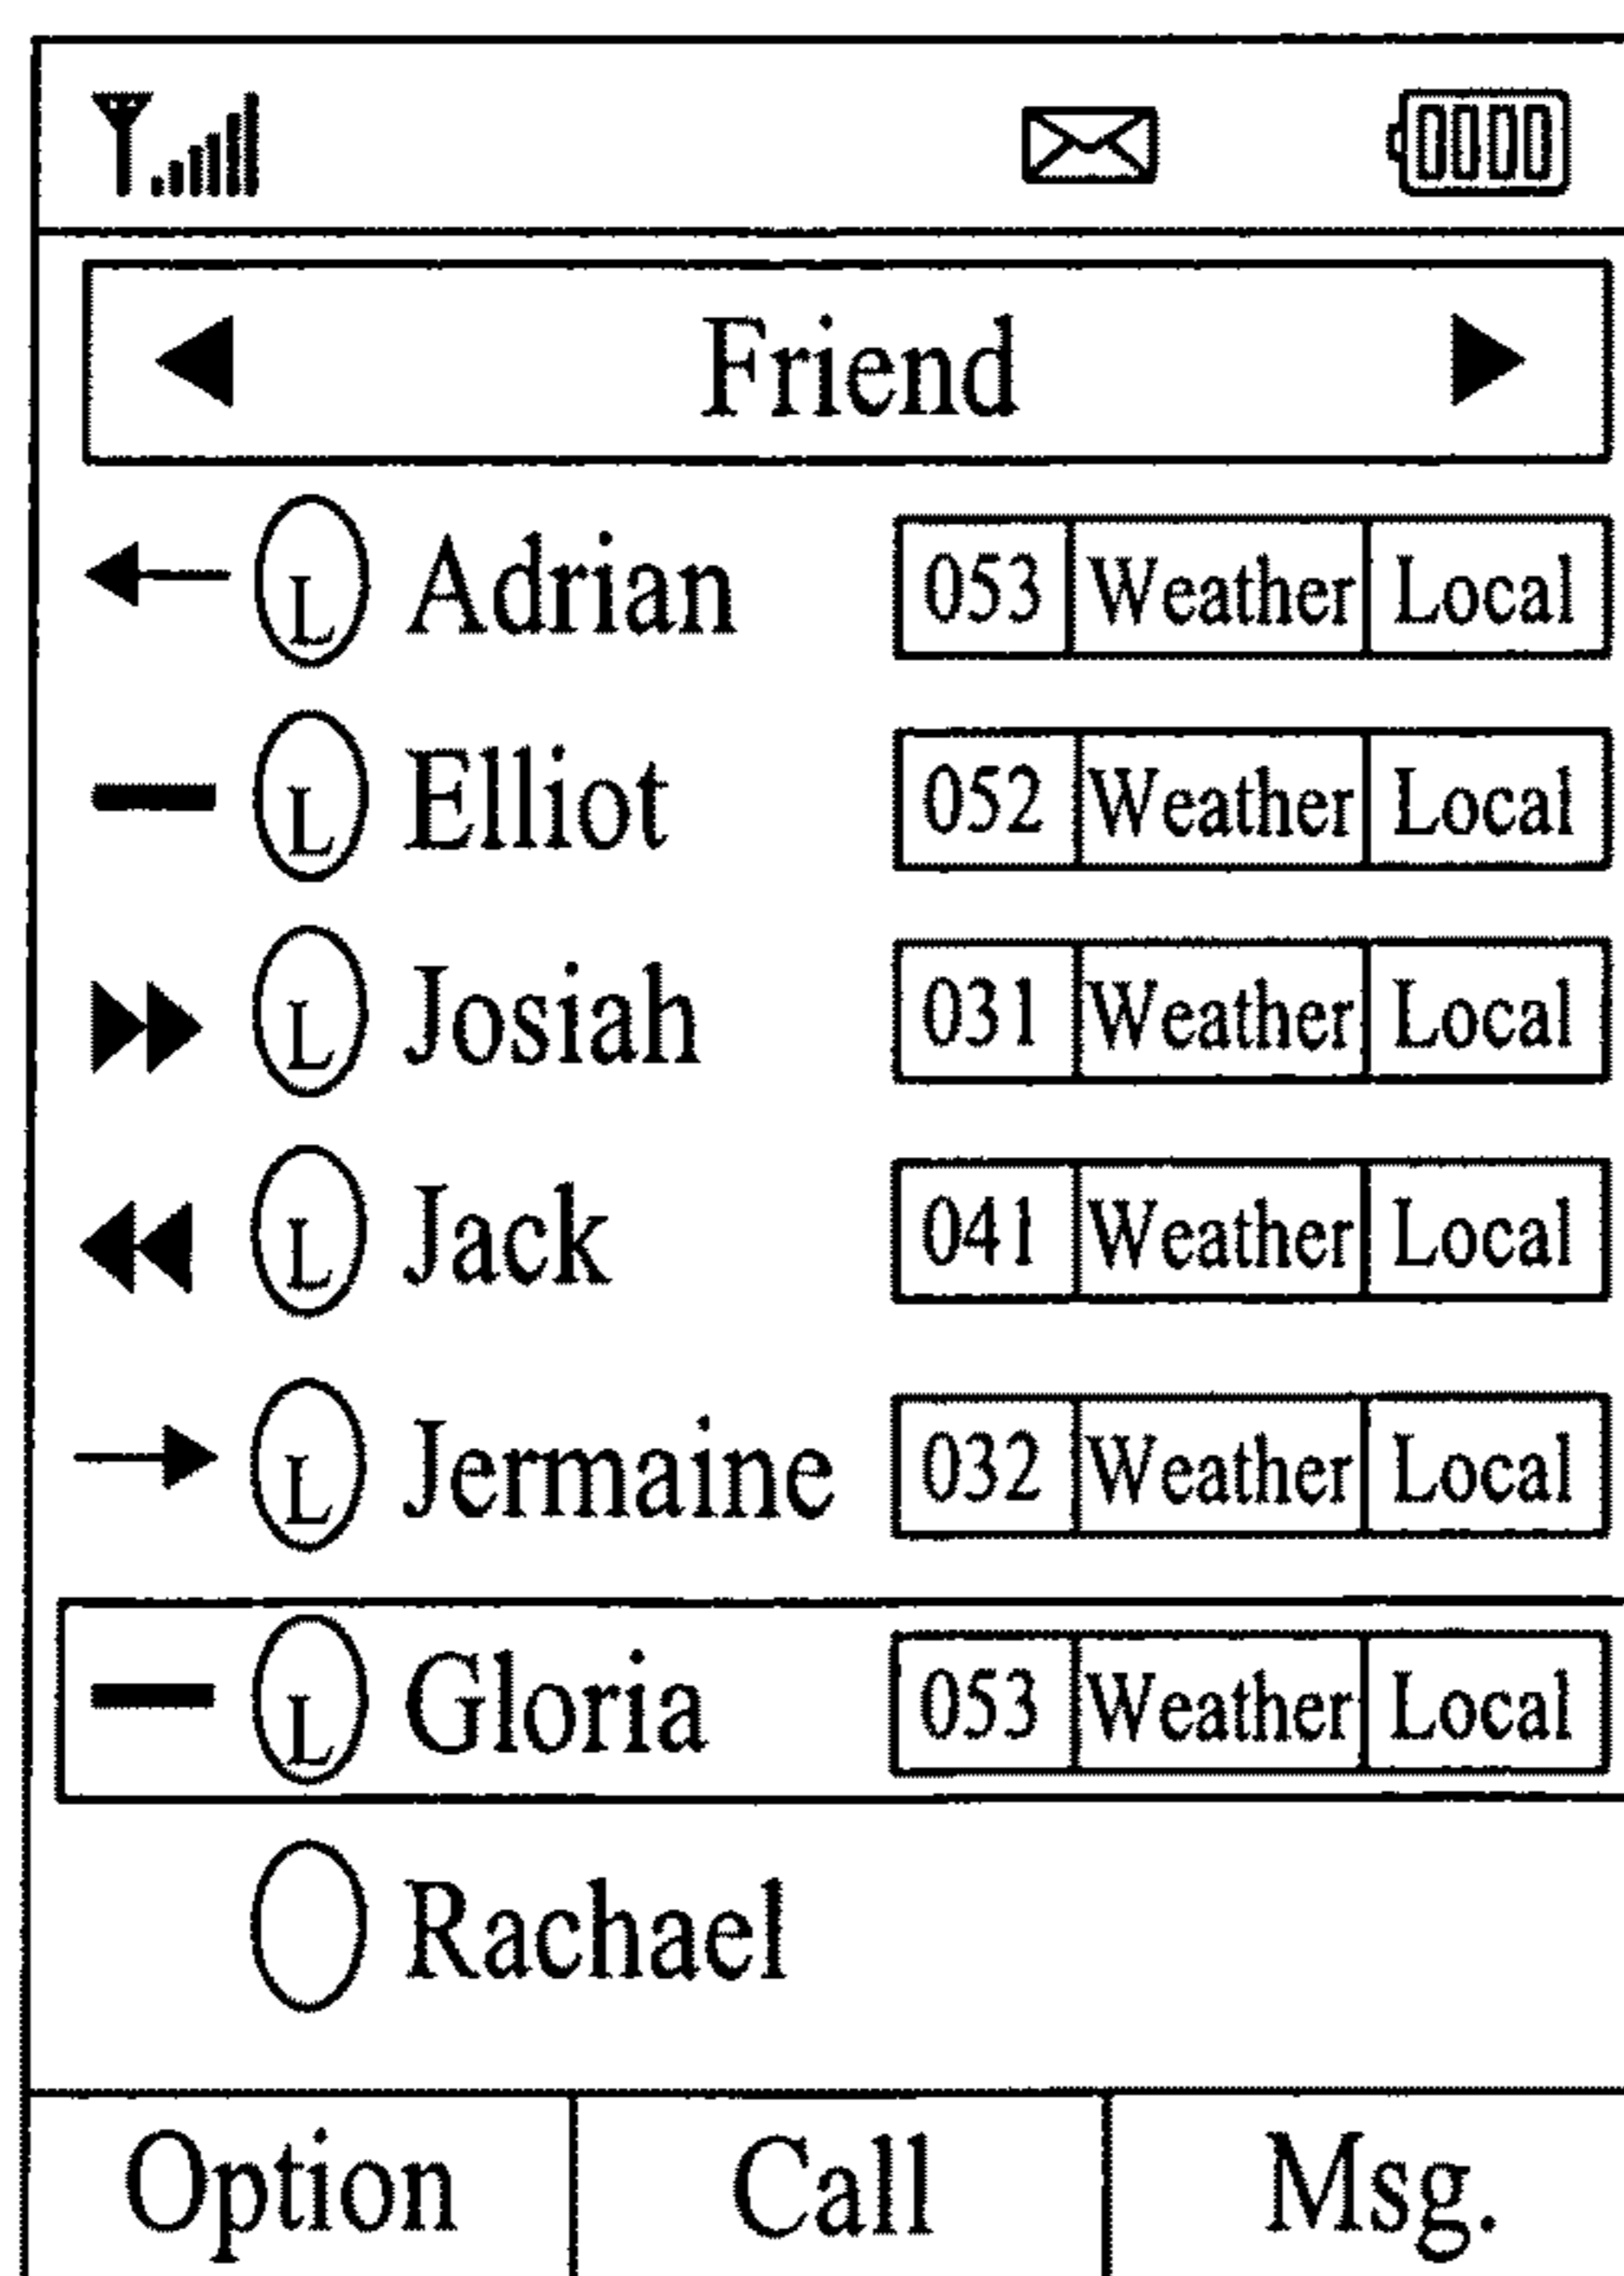 Friend
L Adrian 053 Weather Local
L Elliot 052 Weather Local
L Josiah 031 Weather Local
L Jack 041 Weather Local
L Jermaine 032 Weather Local
L Gloria 053 Weather Local
Rachael
Option Call Msg.